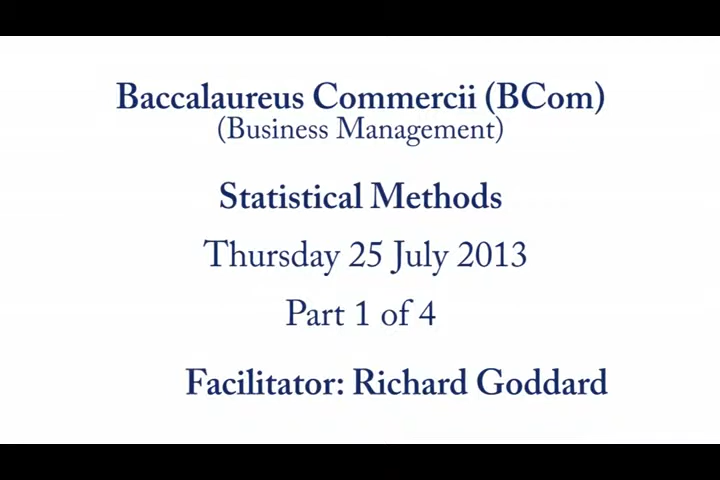 Baccalaureus Commercii (BCom)
(Business Management)
Statistical Methods
Thursday 25 July 2013
Part 1 of 4
Facilitator: Richard Goddard